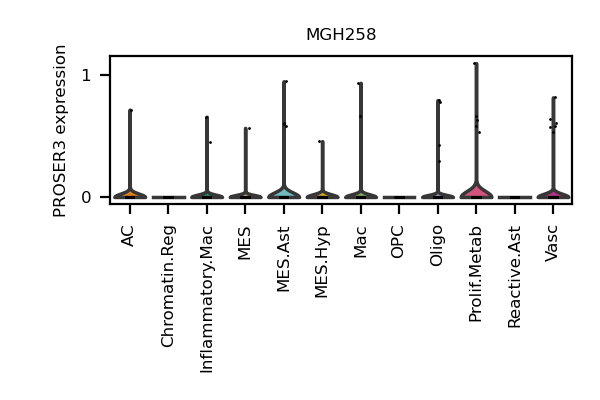 MGH258
PROSER3 expression
1
0
AC
Chromatin.Reg
Inflammatory.Mac
MES
MES.Ast
MES.Hyp
Mac
OPC
Oligo
Prolif.Metab
Reactive.Ast
Vasc